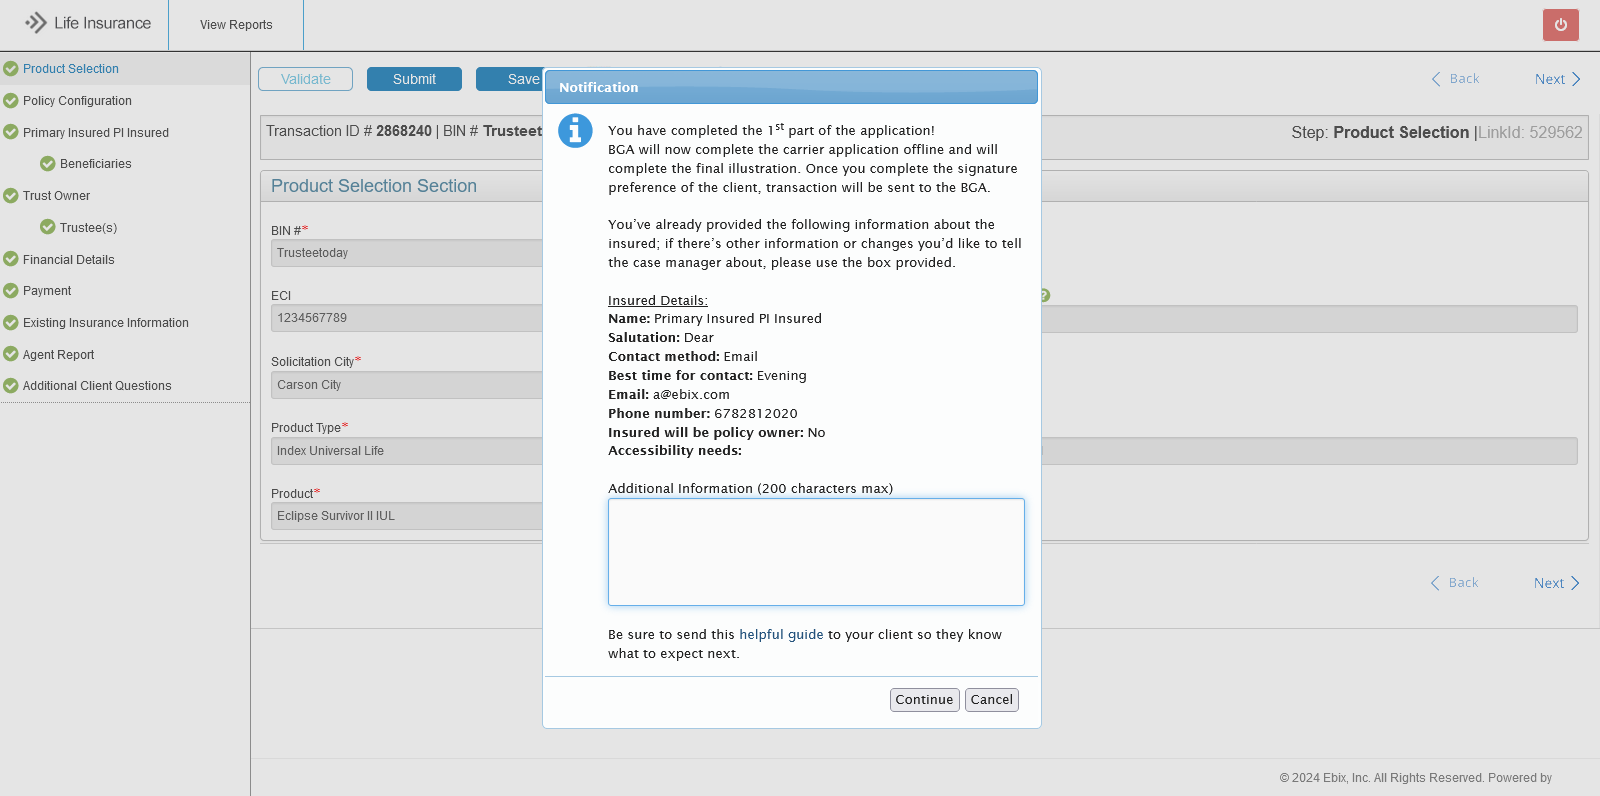 Life Insurance
View Reports
Product Selection
Policy Configuration
Primary Insured PI Insured
Beneficiaries
Trust Owner
Trustee(s)
Financial Details
Payment
Existing Insurance Information
Agent Report
Additional Client Questions
Validate
Submit
Save
Back
Next
Transaction ID # 2868240 | BIN # Trusteet
Step: Product Selection |LinkId: 529562
Product Selection Section
BIN #*
Trusteetoday
ECI
1234567789
Solicitation City*
Carson City
Product Type*
Index Universal Life
Product*
Eclipse Survivor II IUL
Notification
You have completed the 1st part of the application!
BGA will now complete the carrier application offline and will
complete the final illustration. Once you complete the signature
preference of the client, transaction will be sent to the BGA.
You've already provided the following information about the
insured; if there's other information or changes you'd like to tell
the case manager about, please use the box provided.
Insured Details:
Name: Primary Insured PI Insured
Salutation: Dear
Contact method: Email
Best time for contact: Evening
Email: a@ebix.com
Phone number: 6782812020
Insured will be policy owner: No
Accessibility needs:
Additional Information (200 characters max)
Be sure to send this helpful guide to your client so they know
what to expect next.
Continue
Cancel
Back
Next
© 2024 Ebix, Inc. All Rights Reserved. Powered by